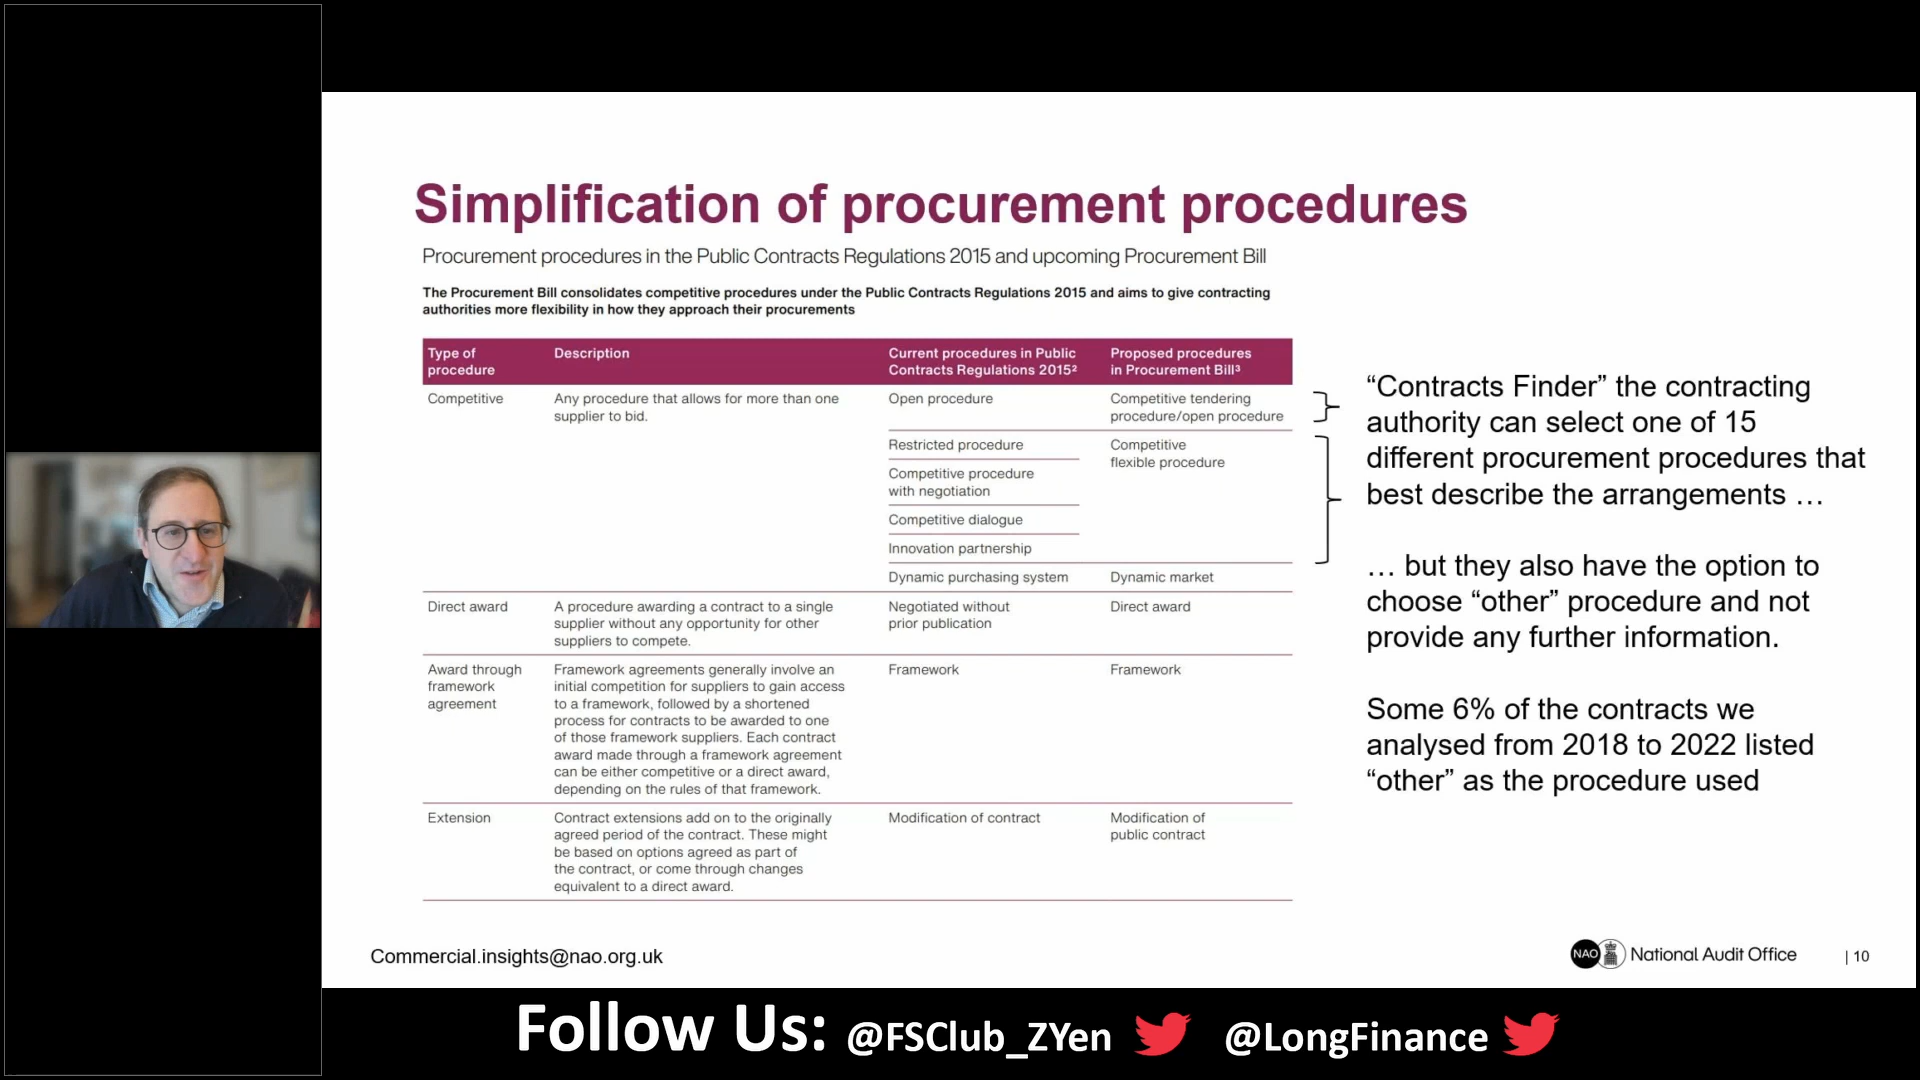 Simplification of procurement procedures
Procurement procedures in the Public Contracts Regulations 2015 and upcoming Procurement Bill
The Procurement Bill consolidates competitive procedures under the Public Contracts Regulations 2015 and aims to give contracting
authorities more flexibility in how they approach their procurements
Type of
procedure
Description
Current procedures in Public
Contracts Regulations 2015²
Proposed procedures
in Procurement Bill³
Competitive
Any procedure that allows for more than one
supplier to bid.
Open procedure
Competitive tendering
procedure/open procedure
Restricted procedure
Competitive
flexible procedure
Competitive procedure
with negotiation
Competitive dialogue
Innovation partnership
Dynamic purchasing system
Dynamic market
Direct award
A procedure awarding a contract to a single
supplier without any opportunity for other
suppliers to compete.
Negotiated without
prior publication
Direct award
Award through
framework
agreement
Framework agreements generally involve an
initial competition for suppliers to gain access
to a framework, followed by a shortened
process for contracts to be awarded to one
of those framework suppliers. Each contract
award made through a framework agreement
can be either competitive or a direct award,
depending on the rules of that framework.
Framework
Framework
Extension
Contract extensions add on to the originally
agreed period of the contract. These might
be based on options agreed as part of
the contract, or come through changes
equivalent to a direct award.
Modification of contract
Modification of
public contract
“Contracts Finder” the contracting
authority can select one of 15
different procurement procedures that
best describe the arrangements …
… but they also have the option to
choose “other” procedure and not
provide any further information.
Some 6% of the contracts we
analysed from 2018 to 2022 listed
“other” as the procedure used
Commercial.insights@nao.org.uk
NAO National Audit Office
| 10
Follow Us: @FSClub_ZYen @LongFinance